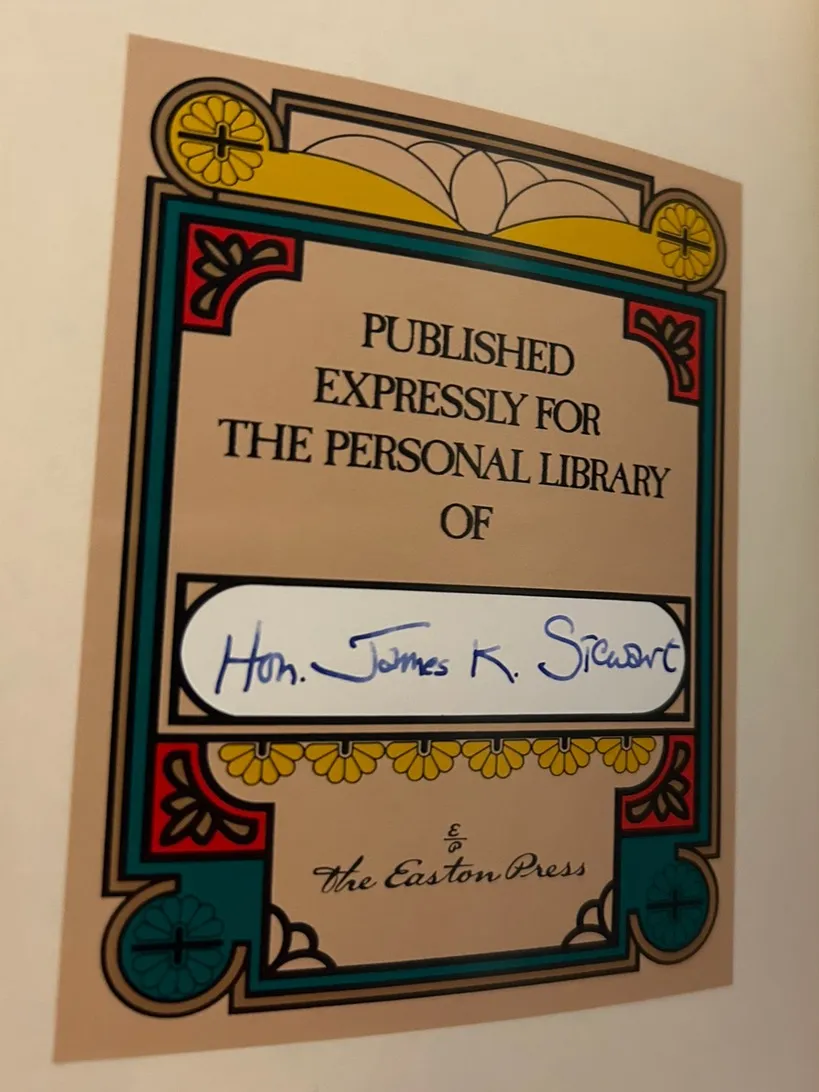 PUBLISHED
EXPRESSLY FOR
THE PERSONAL LIBRARY
OF
Hon. James K. Stewart
E
P
The Easton Press